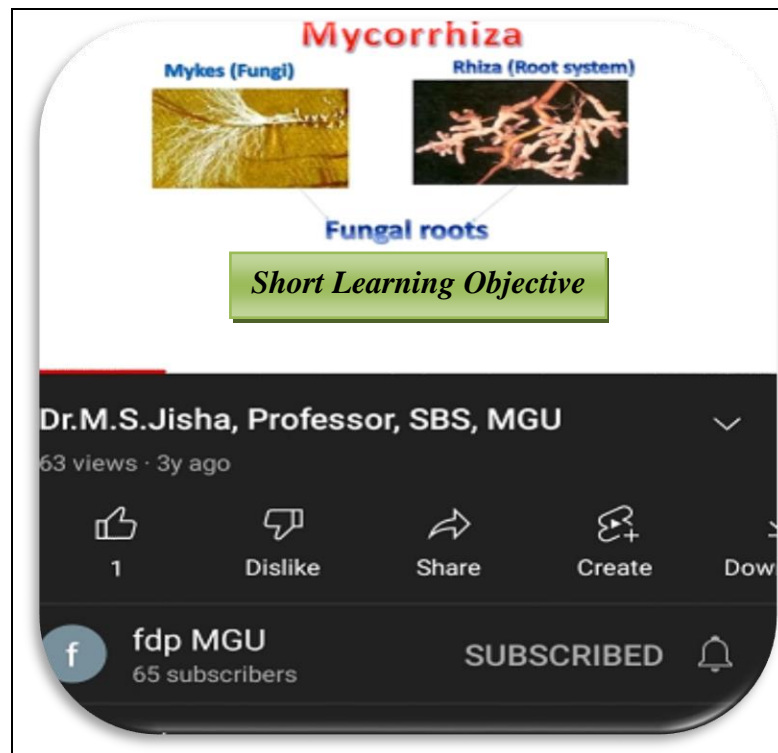 Mycorrhiza
Mykes (Fungi) Rhiza (Root system)
Fungal roots
Short Learning Objective
Dr.M.S.Jisha, Professor, SBS, MGU
63 views · 3y ago
1 Dislike Share Create Dow
f fdp MGU SUBSCRIBED
65 subscribers